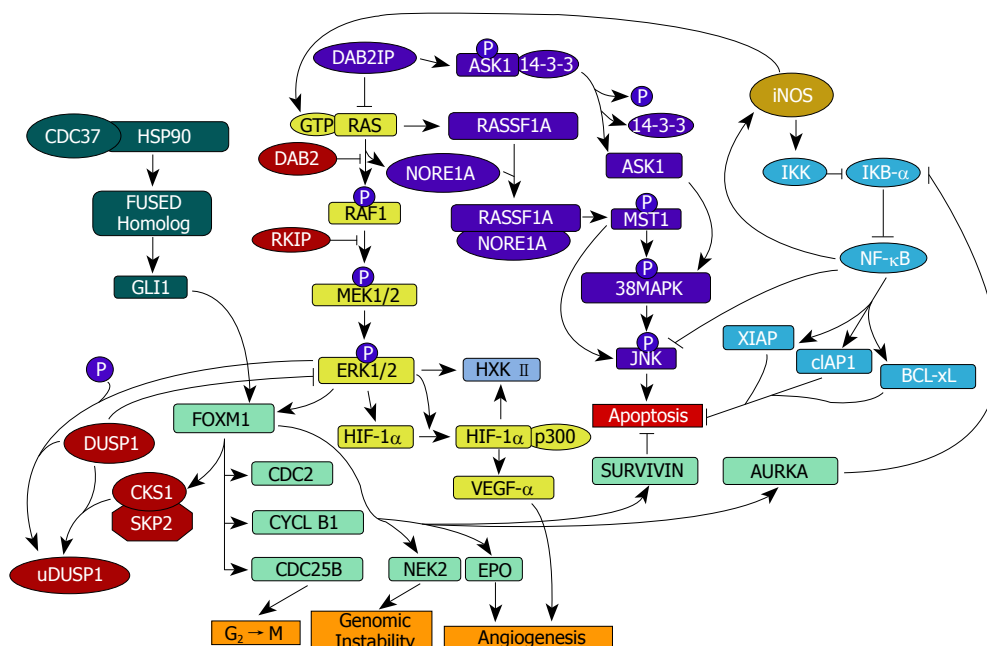 DAB2IP
P
ASK1
14-3-3
iNOS
P
14-3-3
GTP
RAS
RASSF1A
CDC37
HSP90
DAB2
NORE1A
ASK1
IKK
IKB-α
P
RAF1
FUSED
Homolog
RASSF1A
NORE1A
P
MST1
RKIP
NF-κB
P
MEK1/2
P
38MAPK
GLI1
P
JNK
XIAP
cIAP1
BCL-xL
P
P
ERK1/2
HXK II
FOXM1
Apoptosis
DUSP1
HIF-1α
HIF-1α
p300
CDC2
VEGF-α
SURVIVIN
AURKA
CKS1
SKP2
CYCL B1
uDUSP1
CDC25B
NEK2
EPO
G₂ → M
Genomic
Instability
Angiogenesis